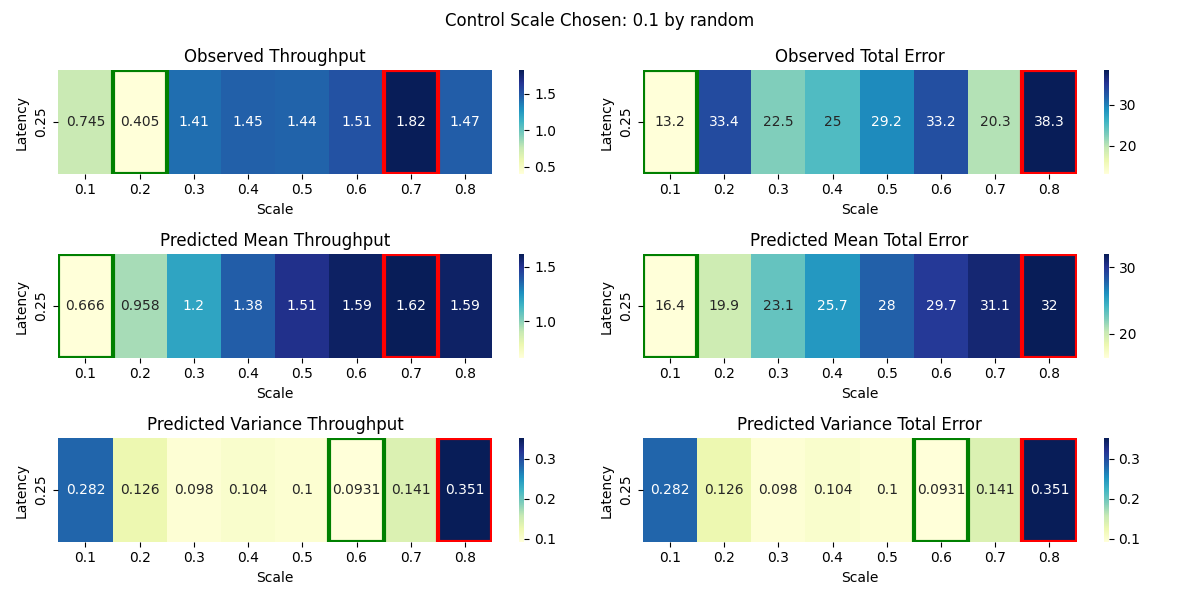 Control Scale Chosen: 0.1 by random
Observed Throughput
Latency
0.25
0.745 0.405 1.41 1.45 1.44 1.51 1.82 1.47
0.1 0.2 0.3 0.4 0.5 0.6 0.7 0.8
Scale
1.5
1.0
0.5
Observed Total Error
Latency
0.25
13.2 33.4 22.5 25 29.2 33.2 20.3 38.3
0.1 0.2 0.3 0.4 0.5 0.6 0.7 0.8
Scale
30
20
Predicted Mean Throughput
Latency
0.25
0.666 0.958 1.2 1.38 1.51 1.59 1.62 1.59
0.1 0.2 0.3 0.4 0.5 0.6 0.7 0.8
Scale
1.5
1.0
Predicted Mean Total Error
Latency
0.25
16.4 19.9 23.1 25.7 28 29.7 31.1 32
0.1 0.2 0.3 0.4 0.5 0.6 0.7 0.8
Scale
30
20
Predicted Variance Throughput
Latency
0.25
0.282 0.126 0.098 0.104 0.1 0.0931 0.141 0.351
0.1 0.2 0.3 0.4 0.5 0.6 0.7 0.8
Scale
0.3
0.2
0.1
Predicted Variance Total Error
Latency
0.25
0.282 0.126 0.098 0.104 0.1 0.0931 0.141 0.351
0.1 0.2 0.3 0.4 0.5 0.6 0.7 0.8
Scale
0.3
0.2
0.1